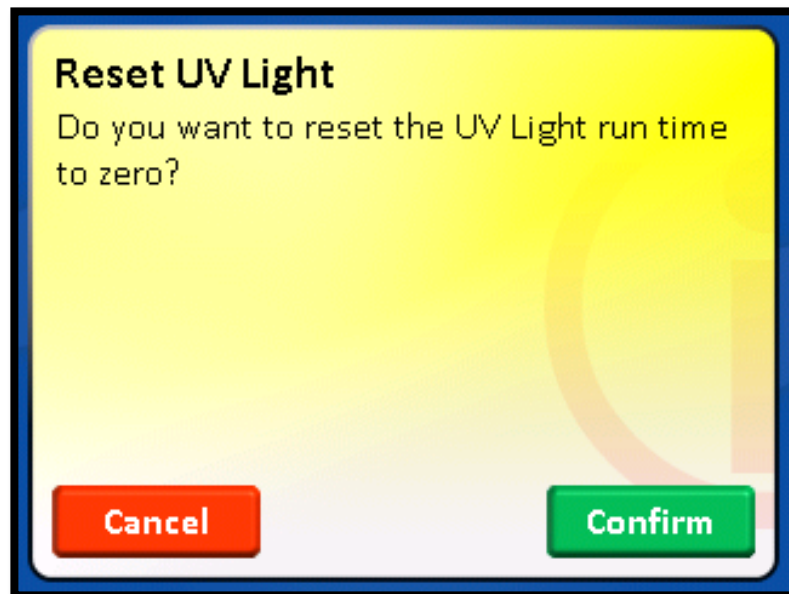 Reset UV Light
Do you want to reset the UV Light run time
to zero?
Cancel
Confirm